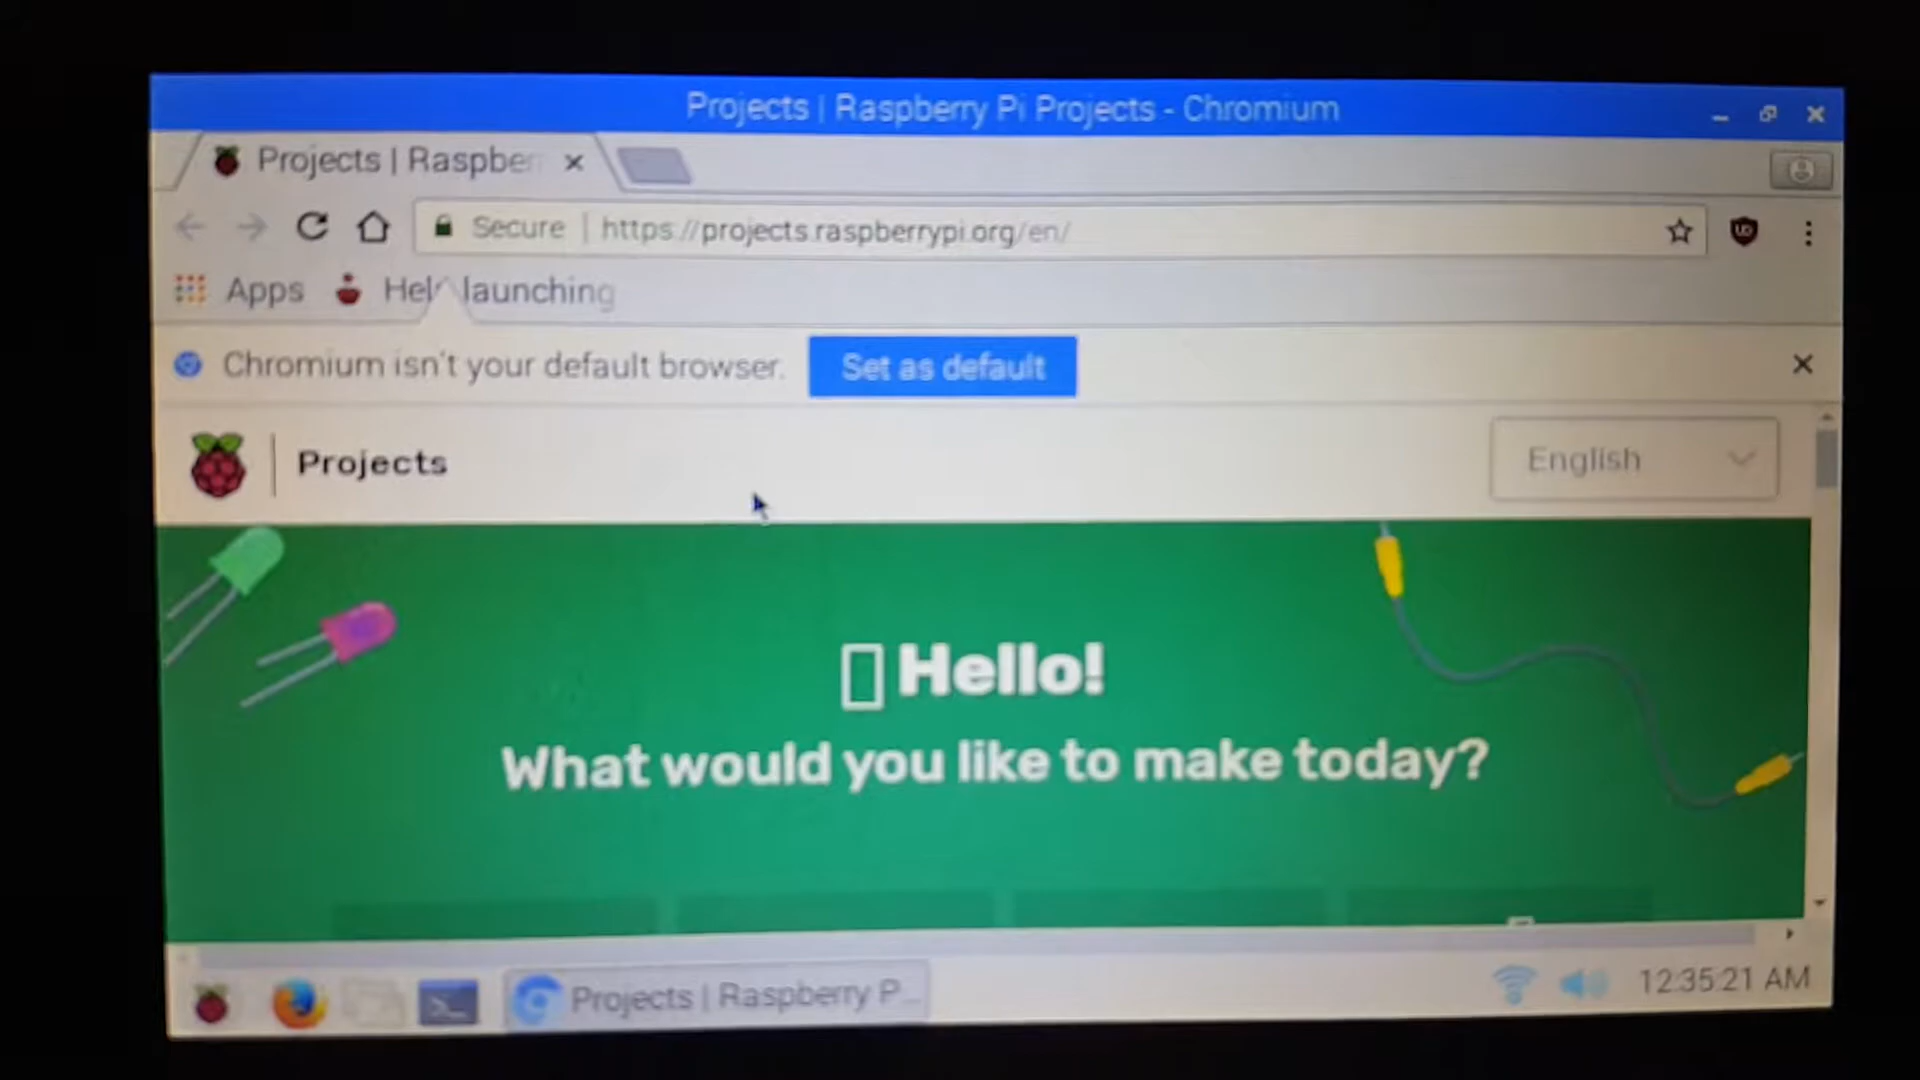 Projects | Raspberry Pi Projects - Chromium
Projects | Raspber
Secure | https://projects.raspberrypi.org/en/
Apps Hel launching
Chromium isn't your default browser. Set as default
Projects English
Hello!
What would you like to make today?
Projects | Raspberry P... 12:35:21 AM